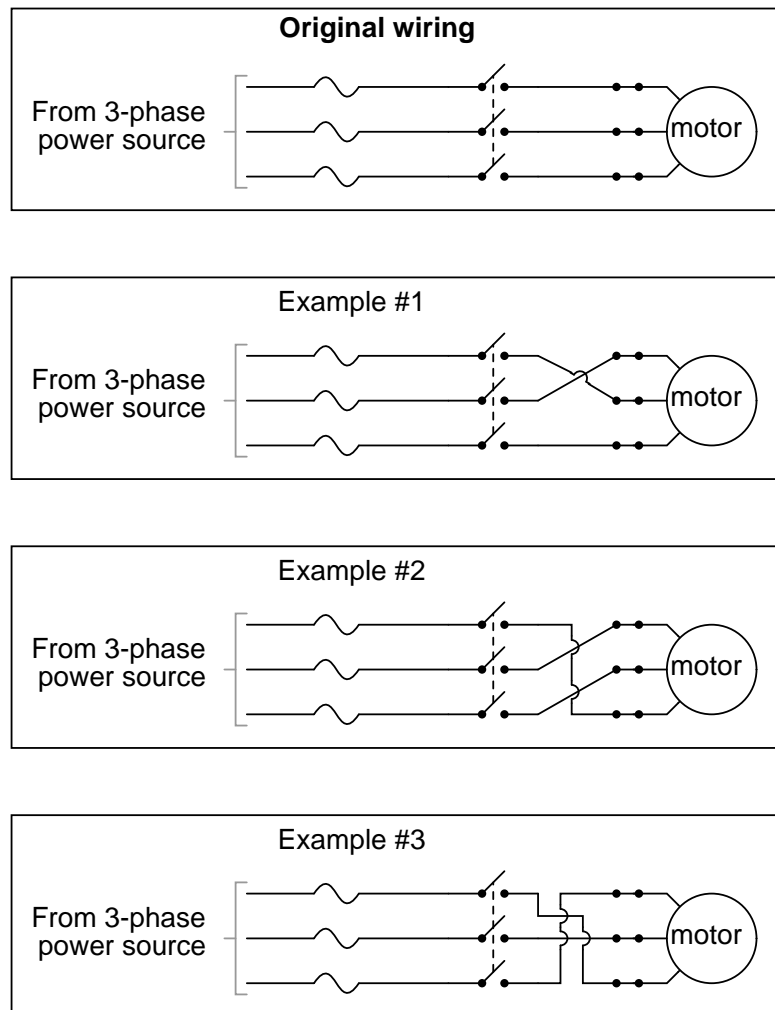 Original wiring
From 3-phase
power source
motor
Example #1
From 3-phase
power source
motor
Example #2
From 3-phase
power source
motor
Example #3
From 3-phase
power source
motor